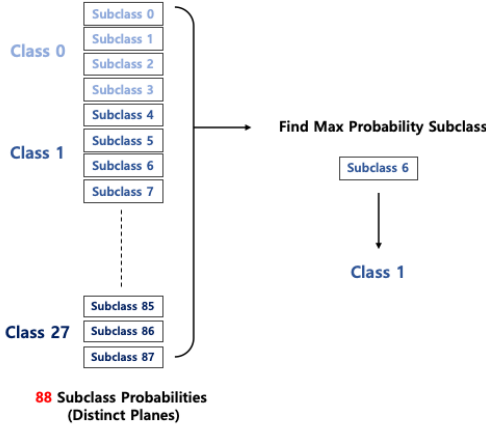 Class 0
Subclass 0
Subclass 1
Subclass 2
Subclass 3
Class 1
Subclass 4
Subclass 5
Subclass 6
Subclass 7
Class 27
Subclass 85
Subclass 86
Subclass 87
88 Subclass Probabilities
(Distinct Planes)
Find Max Probability Subclass
Subclass 6
Class 1